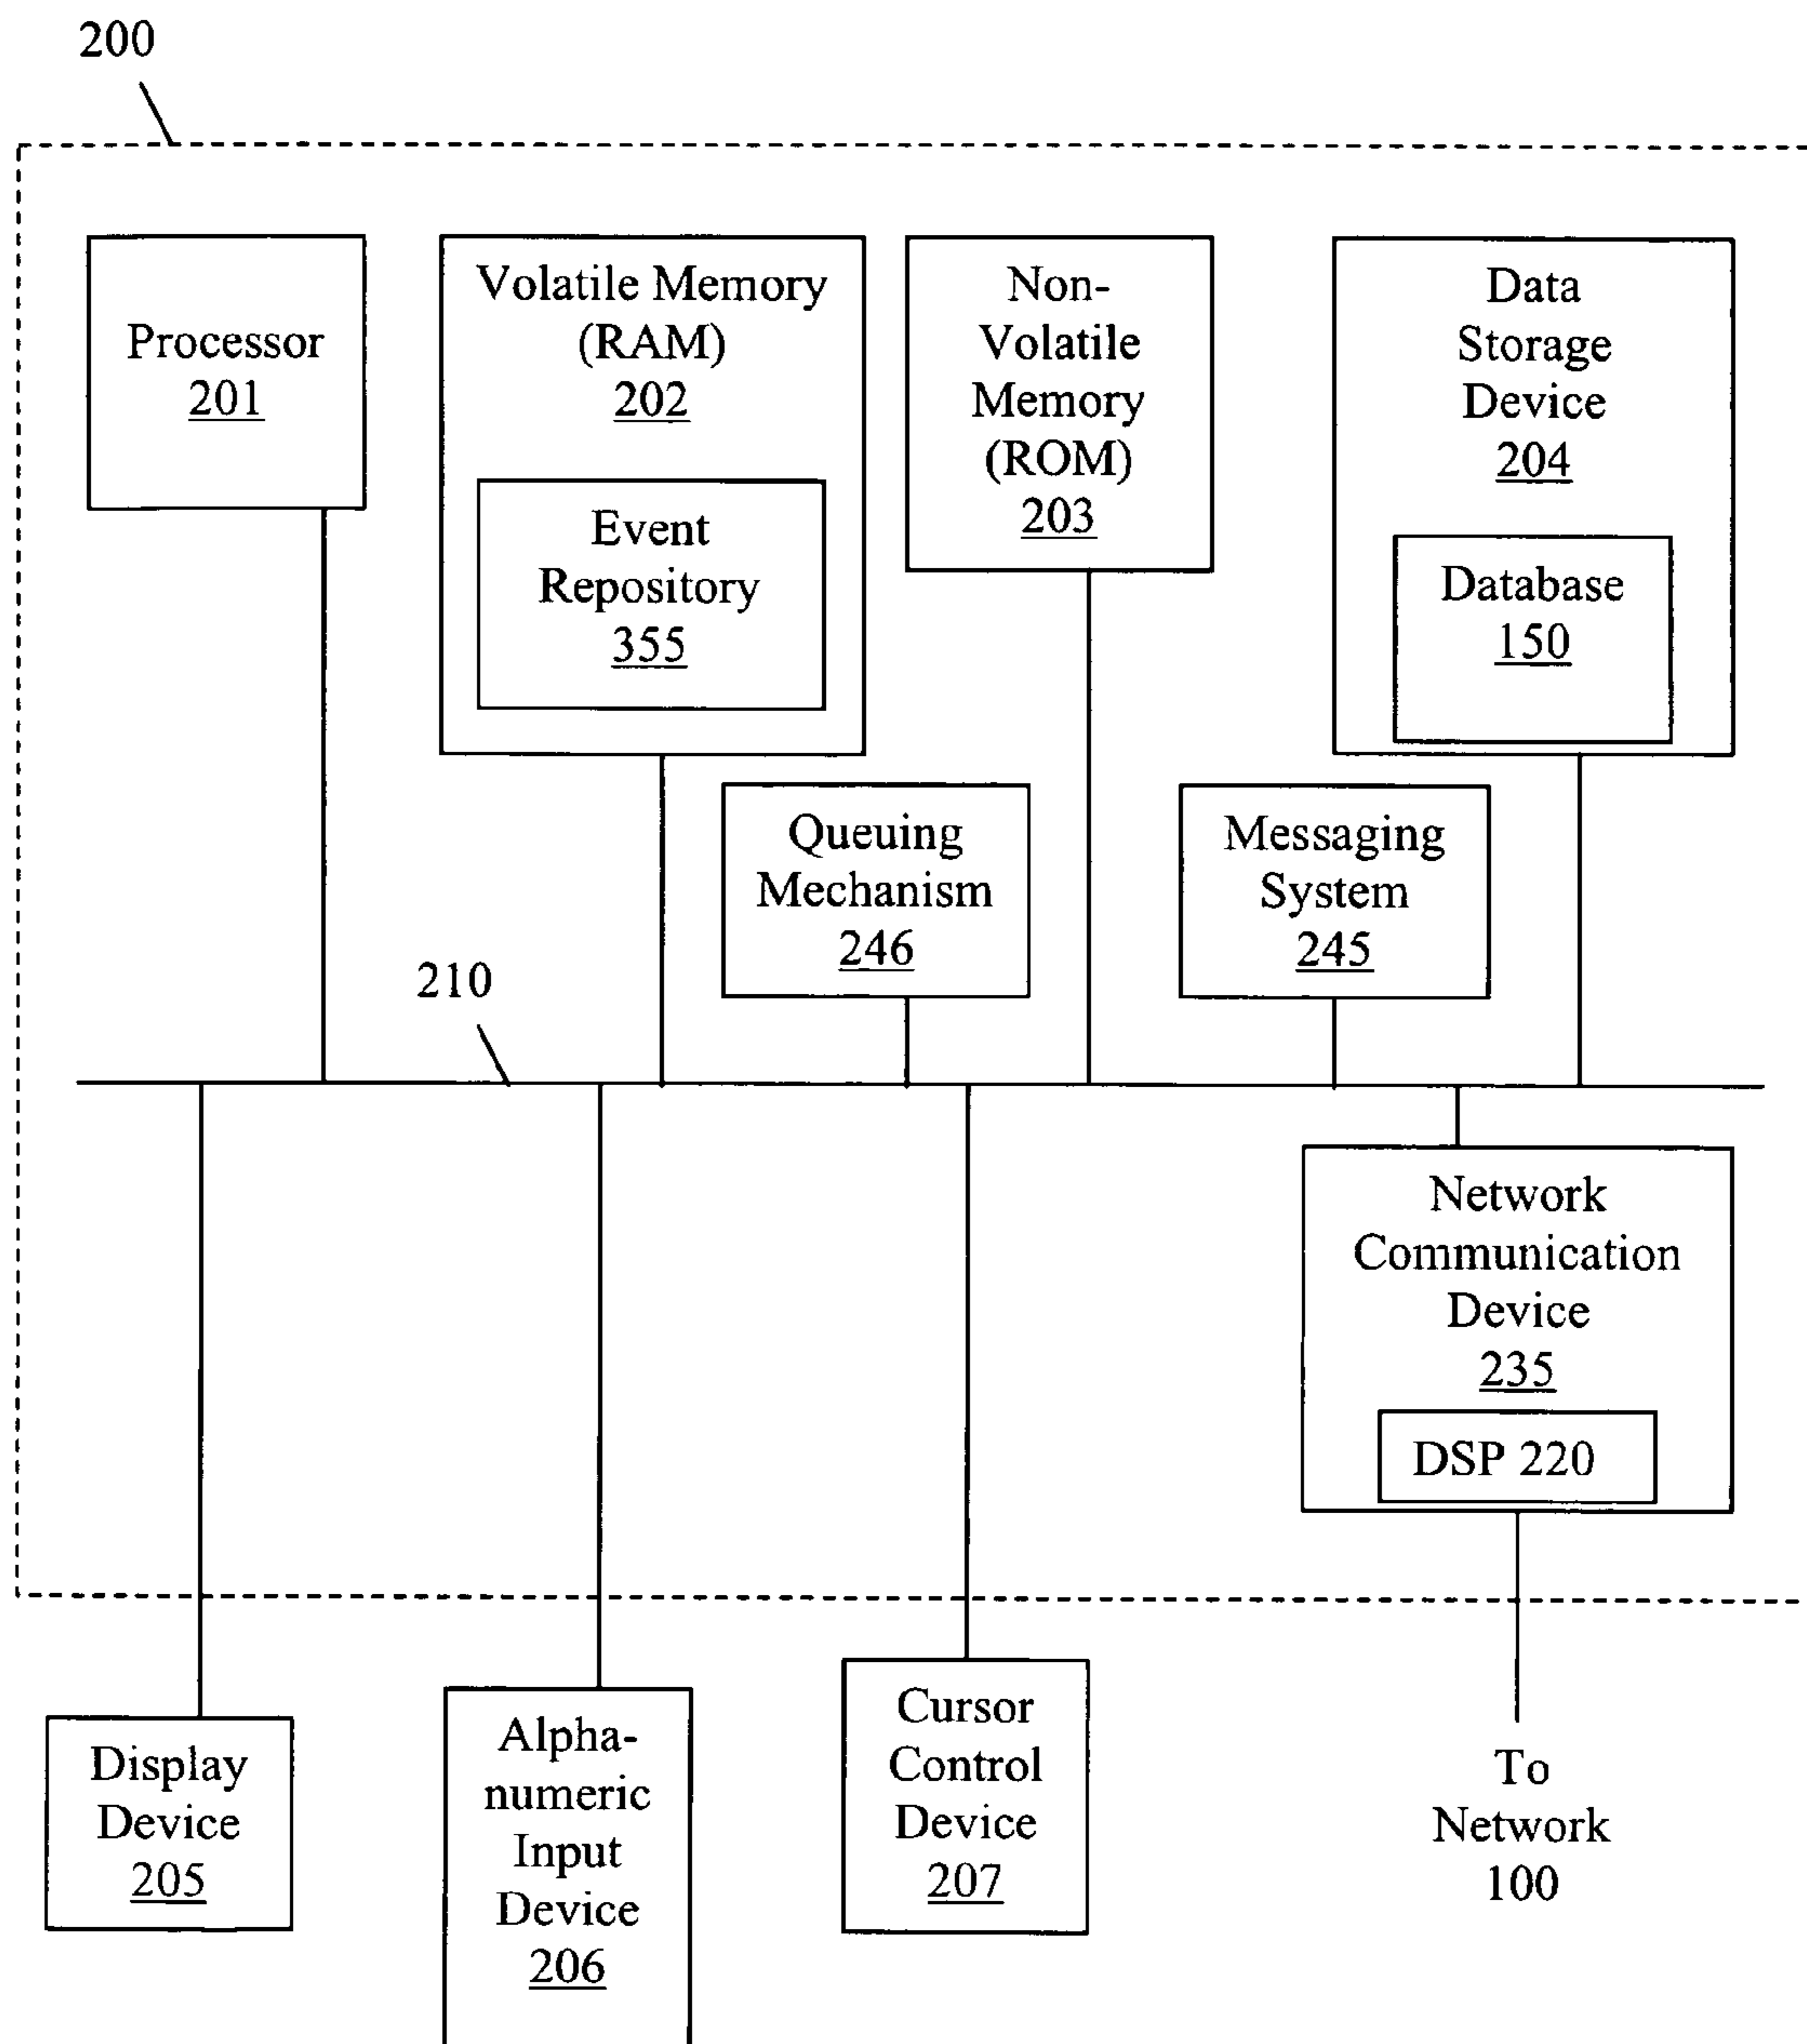 200
Processor
201
Volatile Memory
(RAM)
202
Event
Repository
355
Non-
Volatile
Memory
(ROM)
203
Data
Storage
Device
204
Database
150
Queuing
Mechanism
246
Messaging
System
245
210
Network
Communication
Device
235
DSP 220
Display
Device
205
Alpha-
numeric
Input
Device
206
Cursor
Control
Device
207
To
Network
100